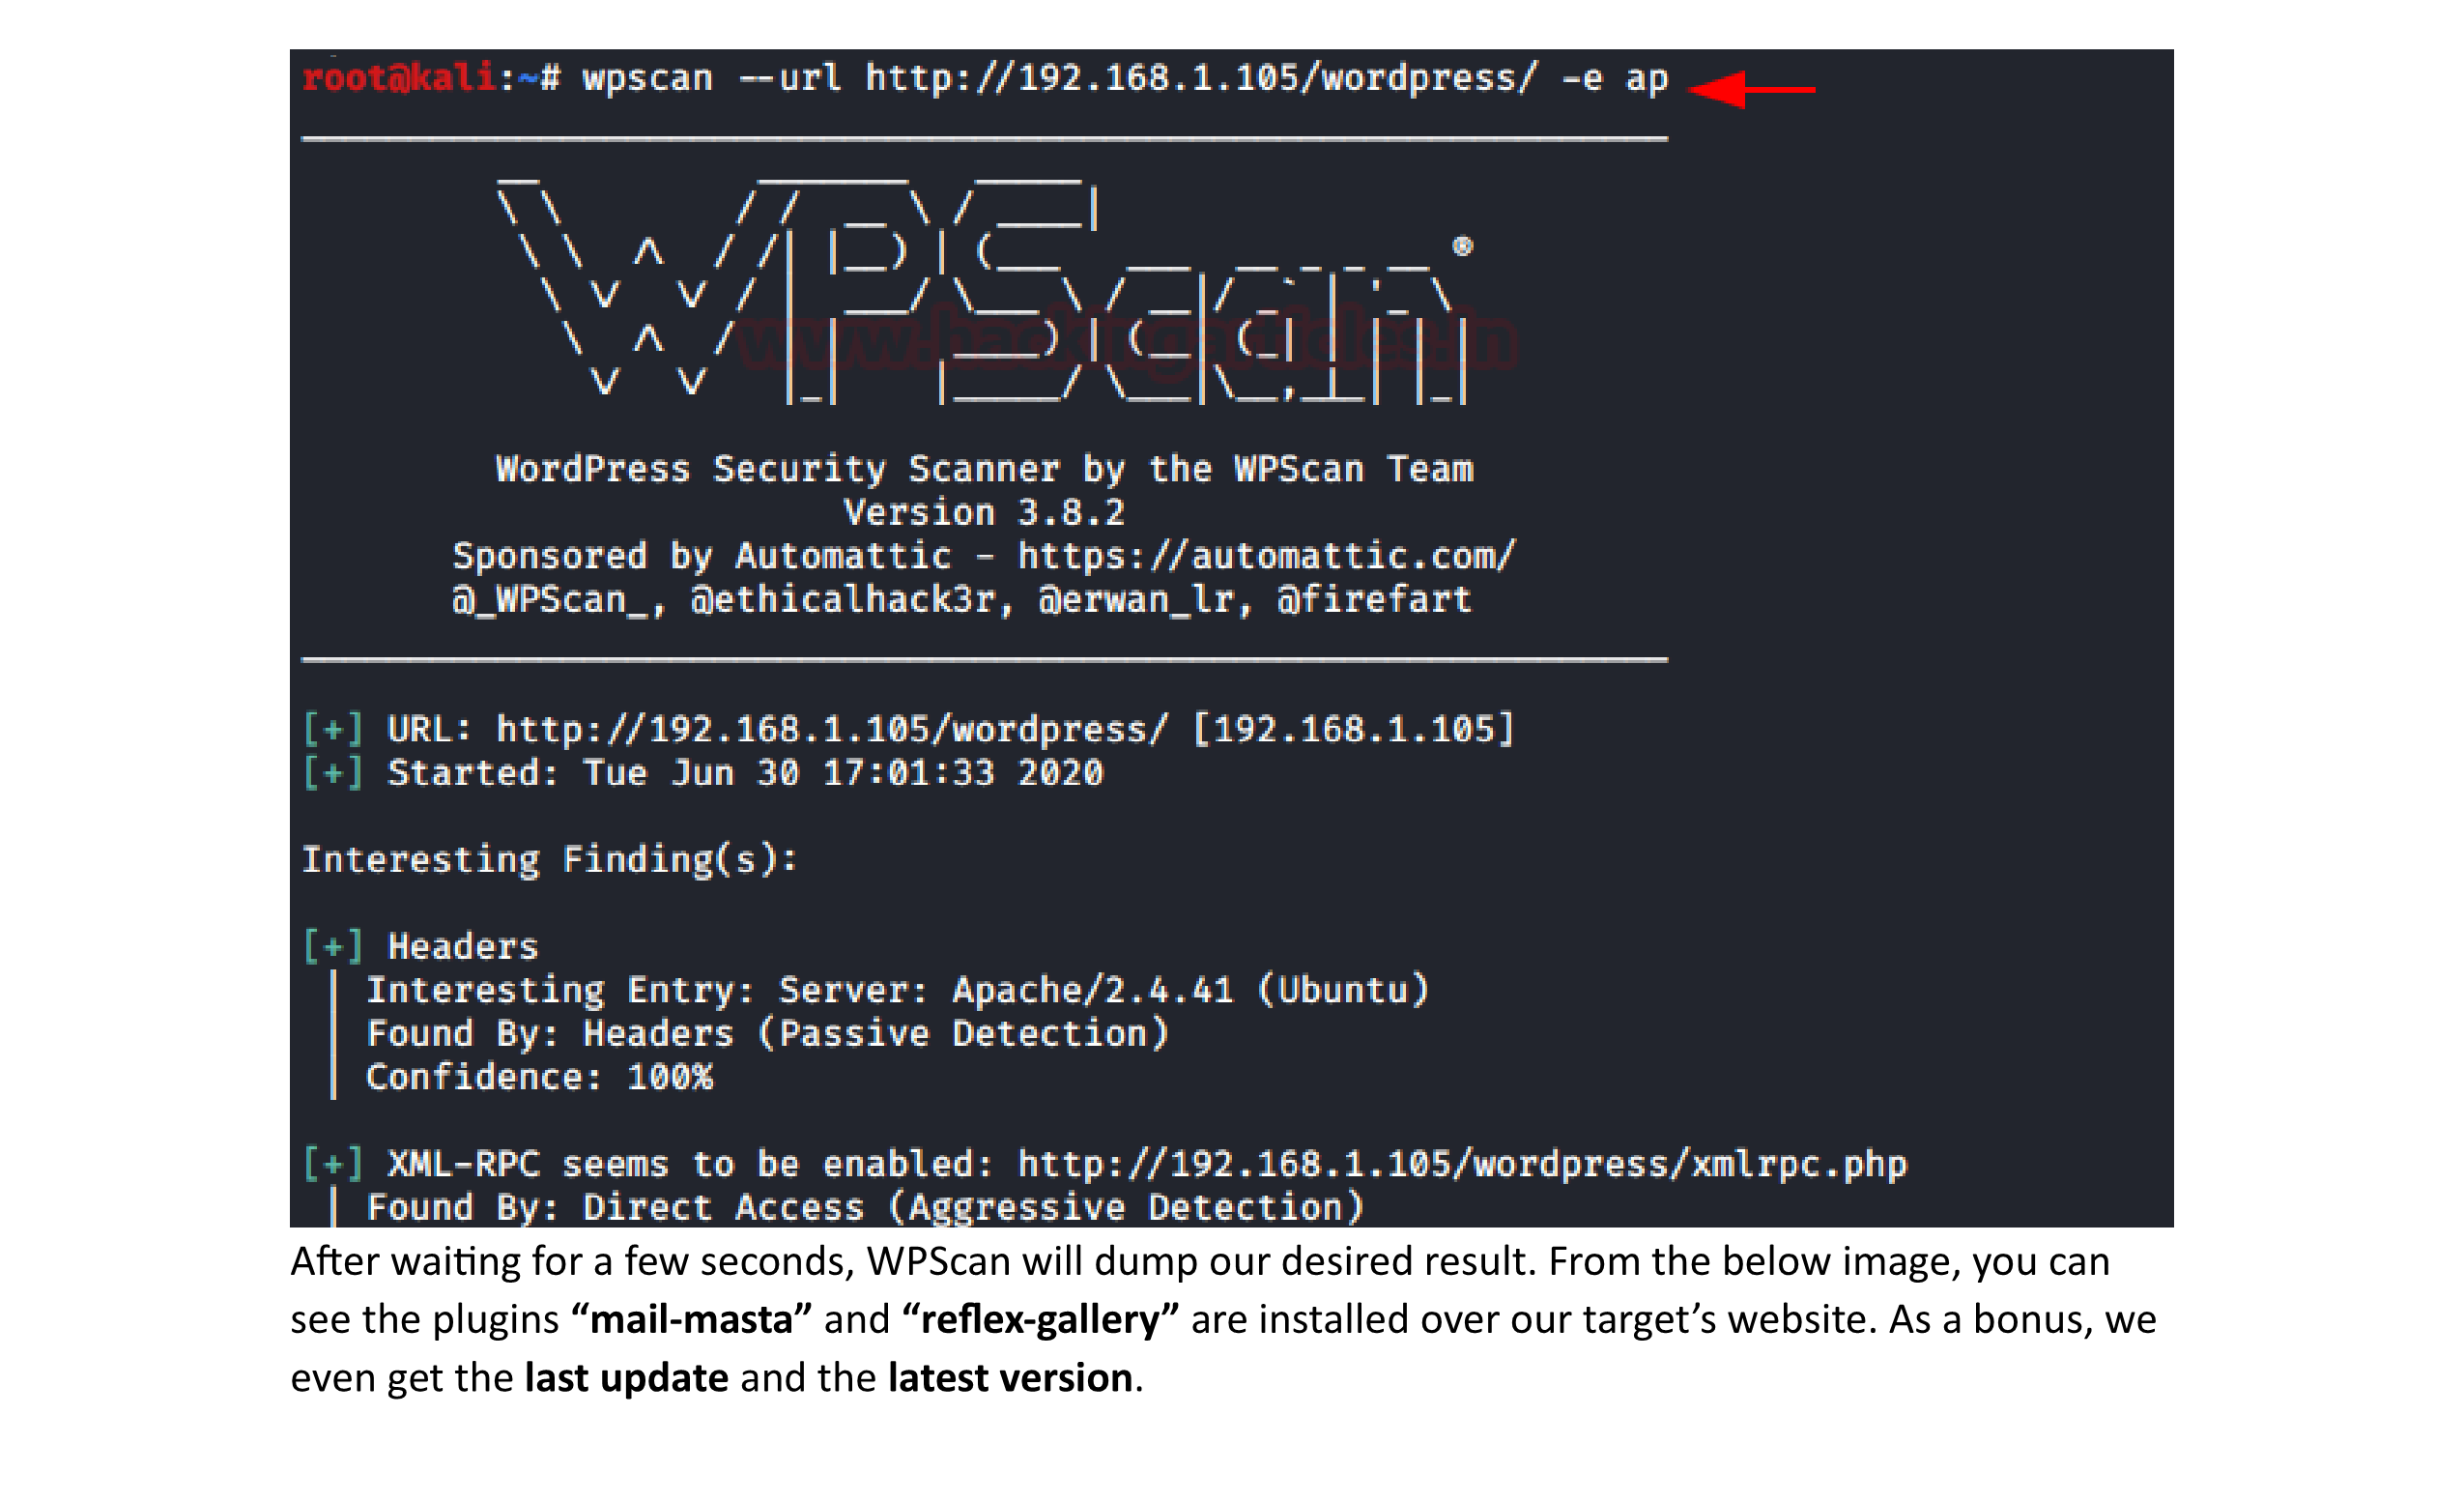 root@kali:~# wpscan --url http://192.168.1.105/wordpress/ -e ap
www.hackingarticles.in
WordPress Security Scanner by the WPScan Team
Version 3.8.2
Sponsored by Automattic - https://automattic.com/
@_WPScan_, @ethicalhack3r, @erwan_lr, @firefart
[+] URL: http://192.168.1.105/wordpress/ [192.168.1.105]
[+] Started: Tue Jun 30 17:01:33 2020
Interesting Finding(s):
[+] Headers
| Interesting Entry: Server: Apache/2.4.41 (Ubuntu)
| Found By: Headers (Passive Detection)
| Confidence: 100%
[+] XML-RPC seems to be enabled: http://192.168.1.105/wordpress/xmlrpc.php
| Found By: Direct Access (Aggressive Detection)
After waiting for a few seconds, WPScan will dump our desired result. From the below image, you can
see the plugins “mail-masta” and “reflex-gallery” are installed over our target’s website. As a bonus, we
even get the last update and the latest version.